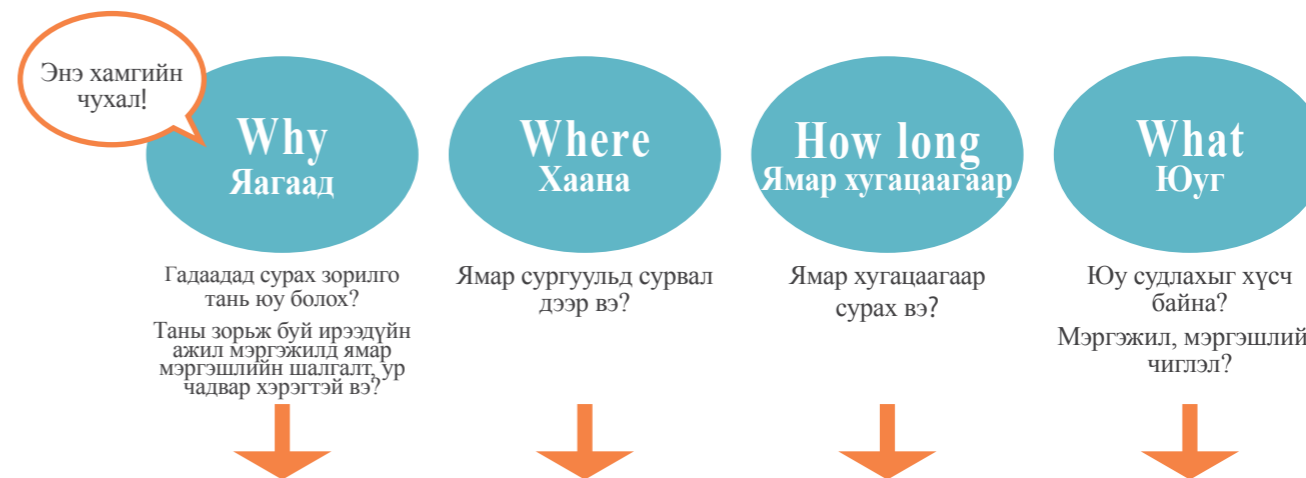 Энэ хамгийн
чухал!
Why
Яагаад
Гадаадад сурах зорилго
тань юу болох?
Таны зорьж буй ирээдүйн
ажил мэргэжилд ямар
мэргэшлийн шалгалт, ур
чадвар хэрэгтэй вэ?
Where
Хаана
Ямар сургуульд сурвал
дээр вэ?
How long
Ямар хугацаагаар
Ямар хугацаагаар
сурах вэ?
What
Юуг
Юу судлахыг хүсч
байна?
Мэргэжил, мэргэшлий
чиглэл?